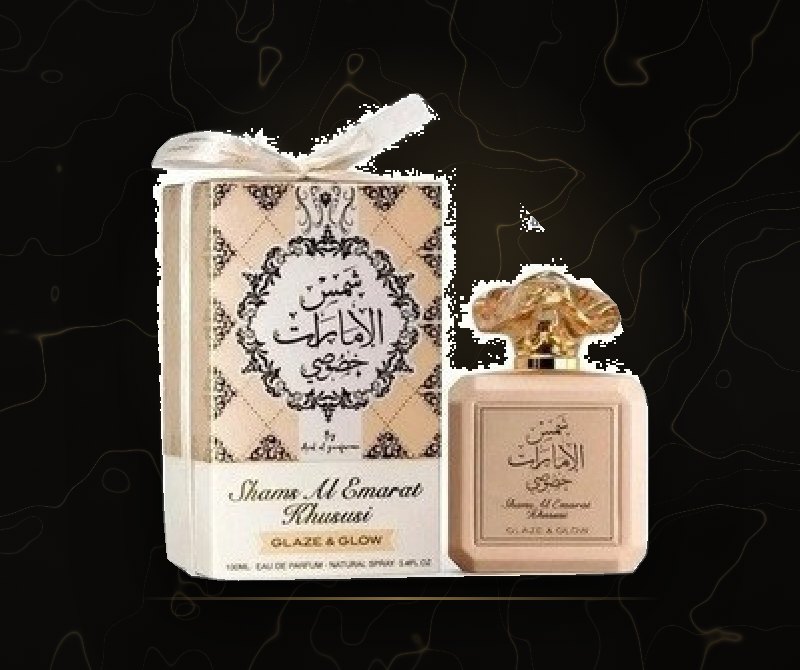 شمس
الإمارات
خصوصي
Shams Al Emarat
Khususi
GLAZE & GLOW
100ML · EAU DE PARFUM · NATURAL SPRAY 3.4FL.OZ
شمس
الإمارات
خصوصي
Shams Al Emarat
Khususi
GLAZE & GLOW